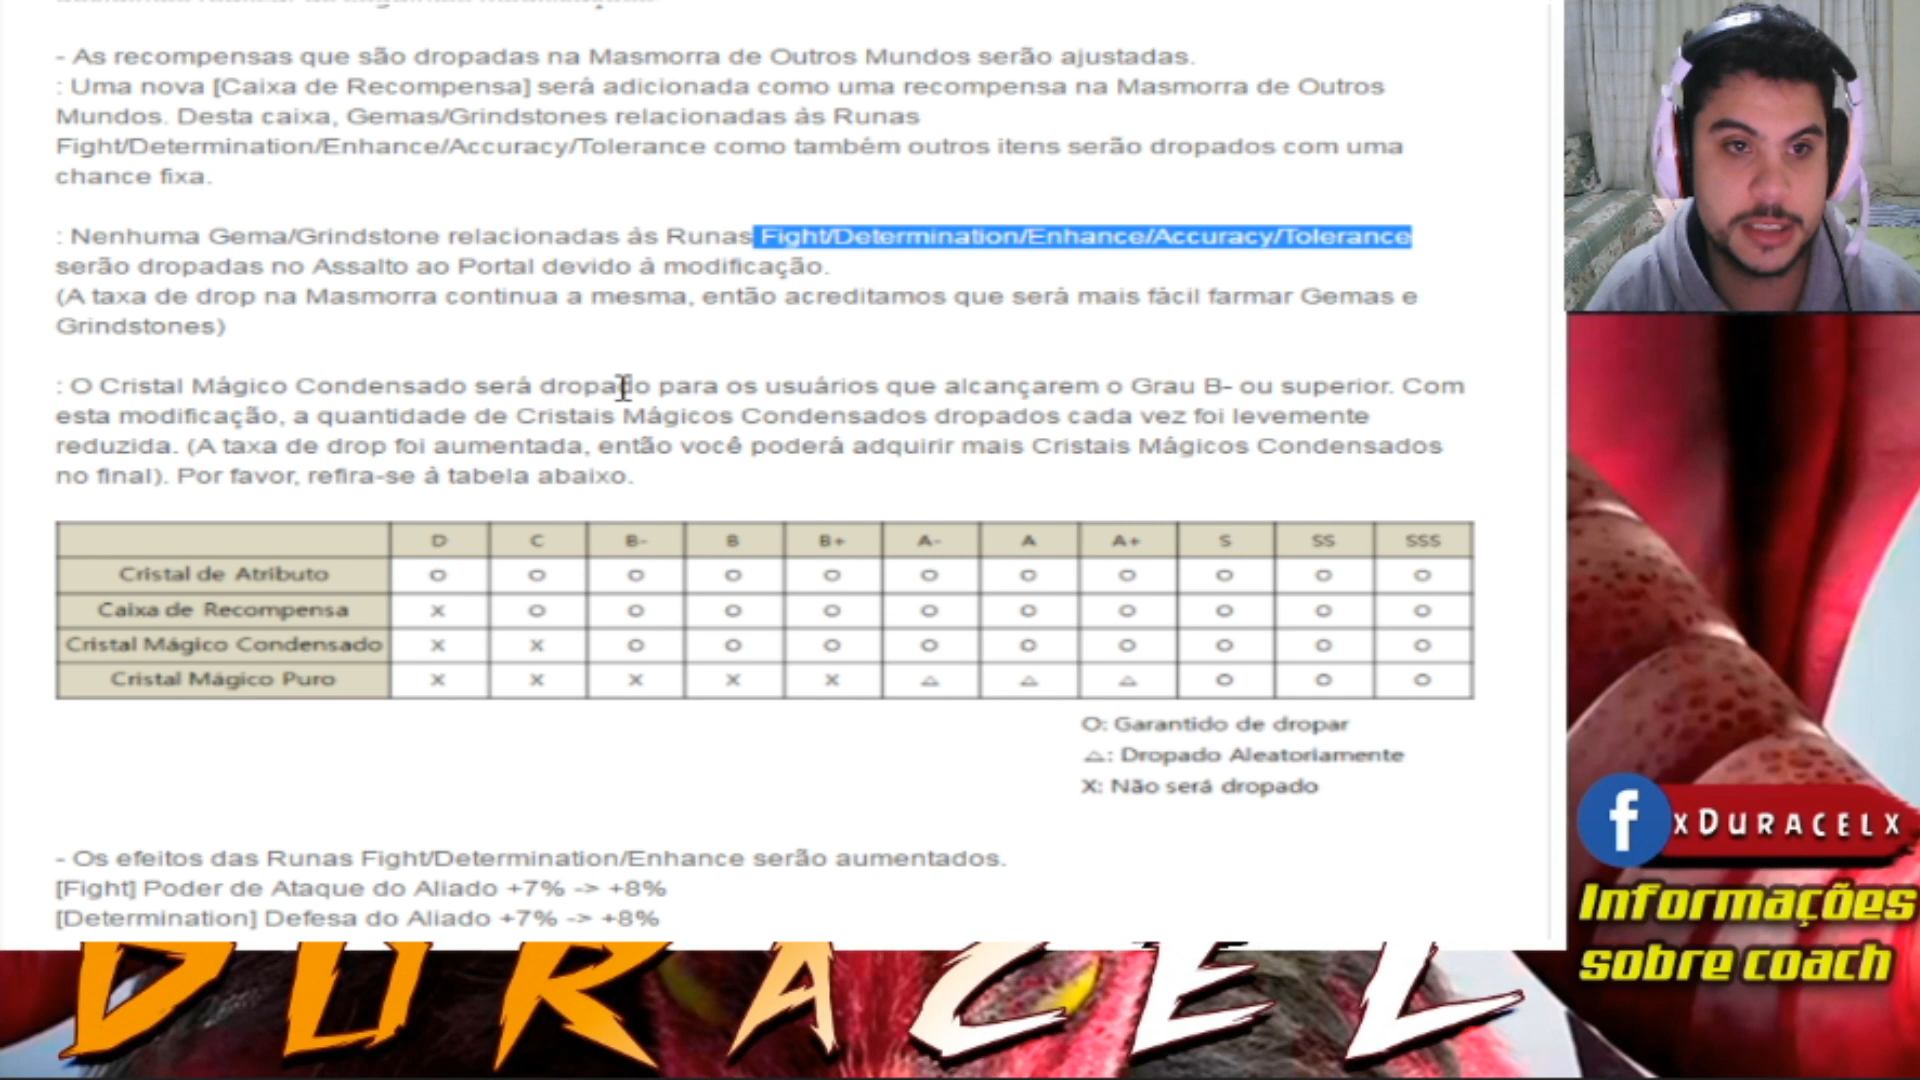 - As recompensas que são dropadas na Masmorra de Outros Mundos serão ajustadas.
: Uma nova [Caixa de Recompensa] será adicionada como uma recompensa na Masmorra de Outros
Mundos. Desta caixa, Gemas/Grindstones relacionadas ás Runas
Fight/Determination/Enhance/Accuracy/Tolerance como também outros itens serão dropados com uma
chance fixa.
: Nenhuma Gema/Grindstone relacionadas ás Runas Fight/Determination/Enhance/Accuracy/Tolerance
serão dropadas no Assalto ao Portal devido á modificação.
(A taxa de drop na Masmorra continua a mesma, então acreditamos que será mais fácil farmar Gemas e
Grindstones)
: O Cristal Mágico Condensado será dropado para os usuários que alcançarem o Grau B- ou superior. Com
esta modificação, a quantidade de Cristais Mágicos Condensados dropados cada vez foi levemente
reduzida. (A taxa de drop foi aumentada, então você poderá adquirir mais Cristais Mágicos Condensados
no final). Por favor, refira-se à tabela abaixo.
D C B- B B+ A- A A+ S SS SSS
Cristal de Atributo O O O O O O O O O O O
Caixa de Recompensa X O O O O O O O O O O
Cristal Mágico Condensado X X O O O O O O O O O
Cristal Mágico Puro X X X X X △ △ △ O O O
O: Garantido de dropar
△: Dropado Aleatoriamente
X: Não será dropado
- Os efeitos das Runas Fight/Determination/Enhance serão aumentados.
[Fight] Poder de Ataque do Aliado +7% -> +8%
[Determination] Defesa do Aliado +7% -> +8%
DURACEL
f xDURACELx
Informações
sobre coach